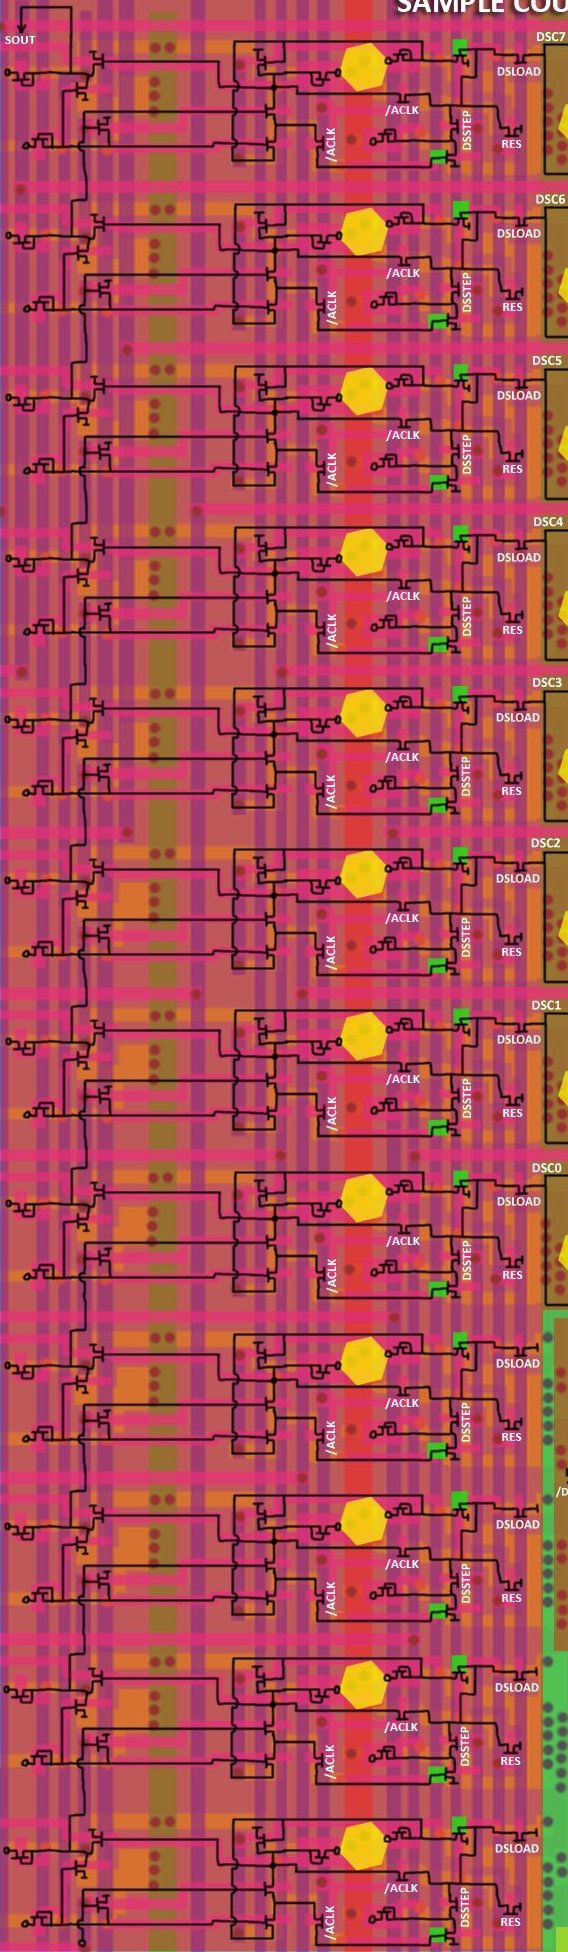 SAMPLE COU
SOUT
DSC7
DSLOAD
/ACLK
DSSTEP
/ACLK
RES
DSC6
DSLOAD
/ACLK
DSSTEP
/ACLK
RES
DSC5
DSLOAD
/ACLK
DSSTEP
/ACLK
RES
DSC4
DSLOAD
/ACLK
DSSTEP
/ACLK
RES
DSC3
DSLOAD
/ACLK
DSSTEP
/ACLK
RES
DSC2
DSLOAD
/ACLK
DSSTEP
/ACLK
RES
DSC1
DSLOAD
/ACLK
DSSTEP
/ACLK
RES
DSC0
DSLOAD
/ACLK
DSSTEP
/ACLK
RES
DSLOAD
/ACLK
DSSTEP
/ACLK
RES
/D
DSLOAD
/ACLK
DSSTEP
/ACLK
RES
DSLOAD
/ACLK
DSSTEP
/ACLK
RES
DSLOAD
/ACLK
DSSTEP
/ACLK
RES